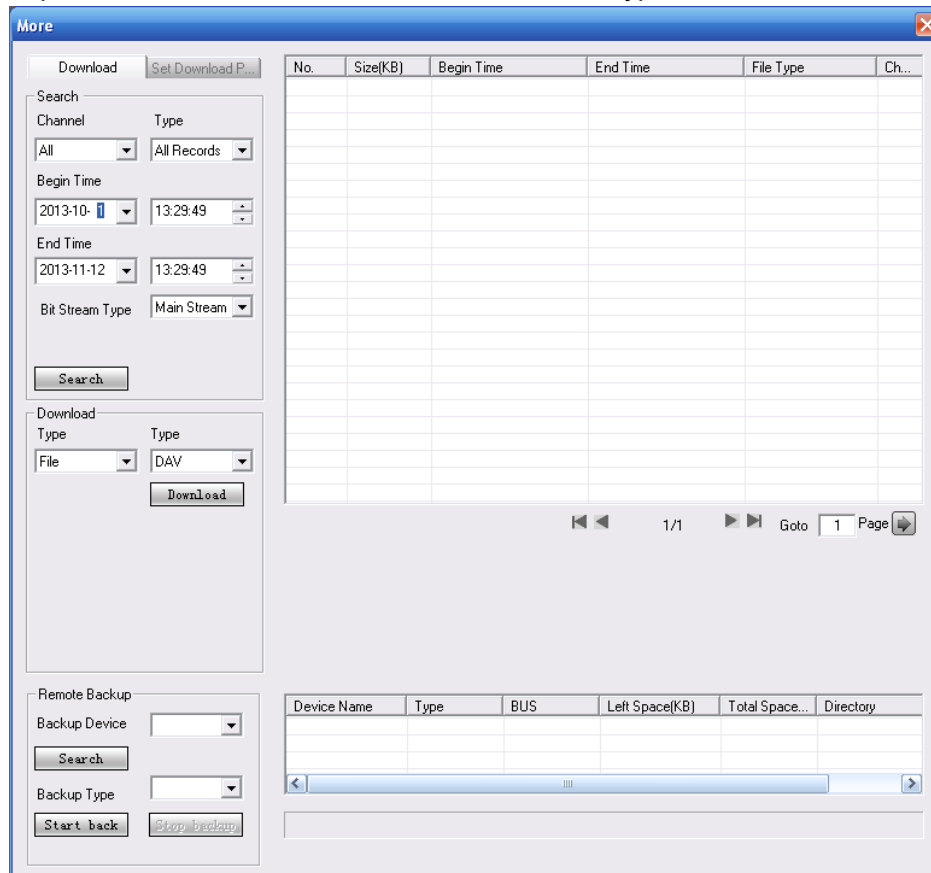 More
Download Set Download P...
No. Size(KB) Begin Time End Time File Type Ch...
Search
Channel Type
All All Records
Begin Time
2013-10- 1 13:29:49
End Time
2013-11-12 13:29:49
Bit Stream Type Main Stream
Search
Download
Type Type
File DAV
Download
1/1 Goto 1 Page
Remote Backup
Device Name Type BUS Left Space(KB) Total Space... Directory
Backup Device
Search
Backup Type
Start back Stop backup